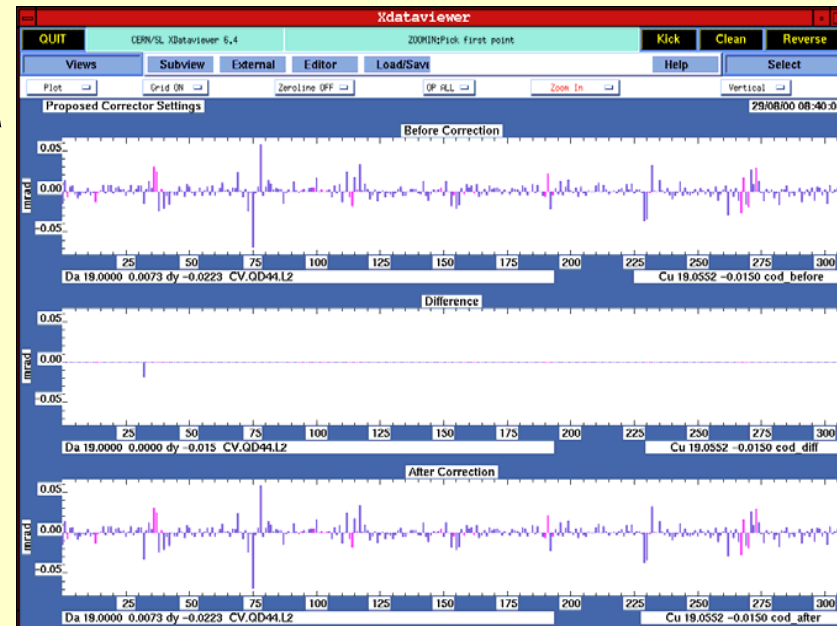 Xdataviewer
QUIT CERN/SL XDataviewer 6.4 ZOOMIN:Pick first point Kick Clean Reverse
Views Subview External Editor Load/Save Help Select
Plot Grid ON Zeroline OFF OP ALL Zoom In Vertical
Proposed Corrector Settings 29/08/00 08:40:0
Before Correction
0.05
0.00
-0.05
mrad
25 50 75 100 125 150 175 200 225 250 275 300
Da 19.0000 0.0073 dy -0.0223 CV.QD44.L2 Cu 19.0552 -0.0150 cod_before
Difference
0.05
0.00
-0.05
mrad
25 50 75 100 125 150 175 200 225 250 275 300
Da 19.0000 0.0000 dy -0.015 CV.QD44.L2 Cu 19.0552 -0.0150 cod_diff
After Correction
0.05
0.00
-0.05
mrad
25 50 75 100 125 150 175 200 225 250 275 300
Da 19.0000 0.0073 dy -0.0223 CV.QD44.L2 Cu 19.0552 -0.0150 cod_after